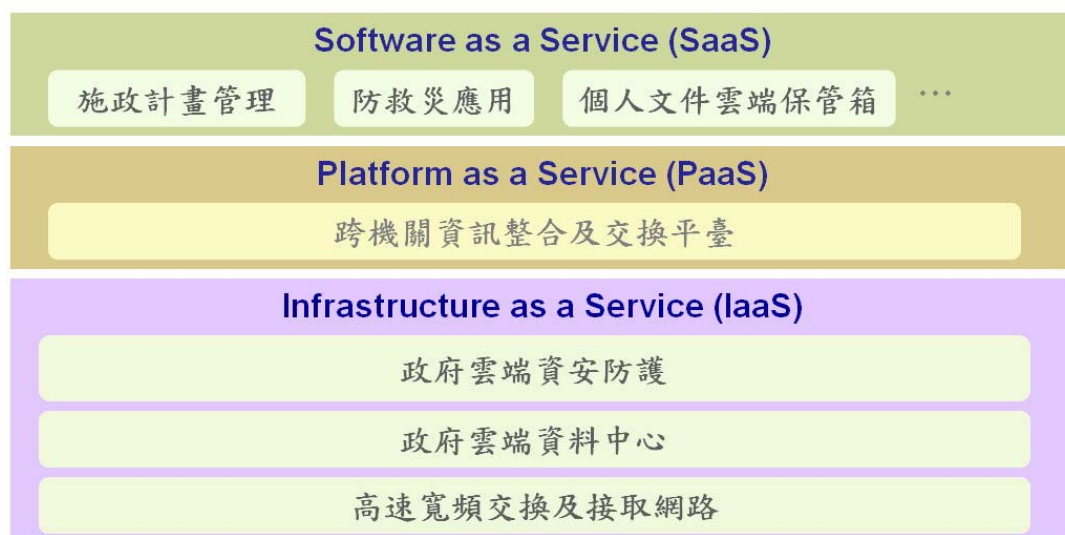 Software as a Service (SaaS)
施政計畫管理 防救災應用 個人文件雲端保管箱 …
Platform as a Service (PaaS)
跨機關資訊整合及交換平臺
Infrastructure as a Service (IaaS)
政府雲端資安防護
政府雲端資料中心
高速寬頻交換及接取網路